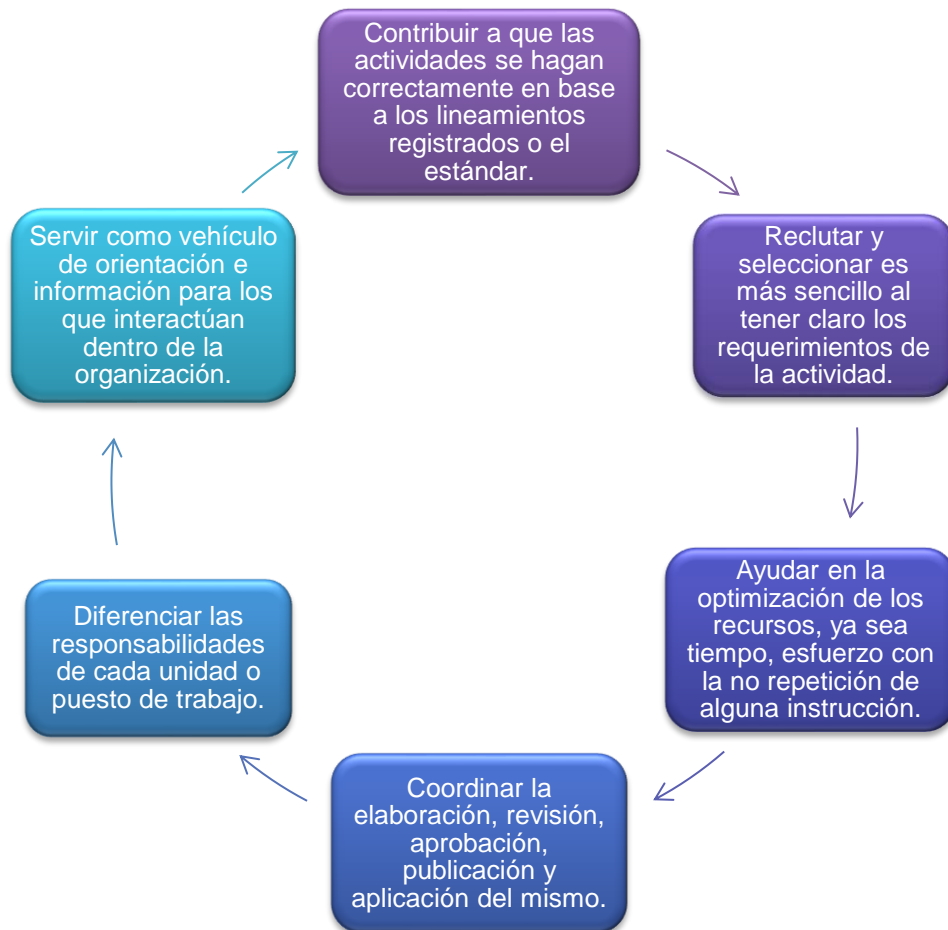 Contribuir a que las
actividades se hagan
correctamente en base
a los lineamientos
registrados o el
estándar.
Reclutar y
seleccionar es
más sencillo al
tener claro los
requerimientos de
la actividad.
Ayudar en la
optimización de los
recursos, ya sea
tiempo, esfuerzo con
la no repetición de
alguna instrucción.
Coordinar la
elaboración, revisión,
aprobación,
publicación y
aplicación del mismo.
Diferenciar las
responsabilidades
de cada unidad o
puesto de trabajo.
Servir como vehículo
de orientación e
información para los
que interactúan
dentro de la
organización.